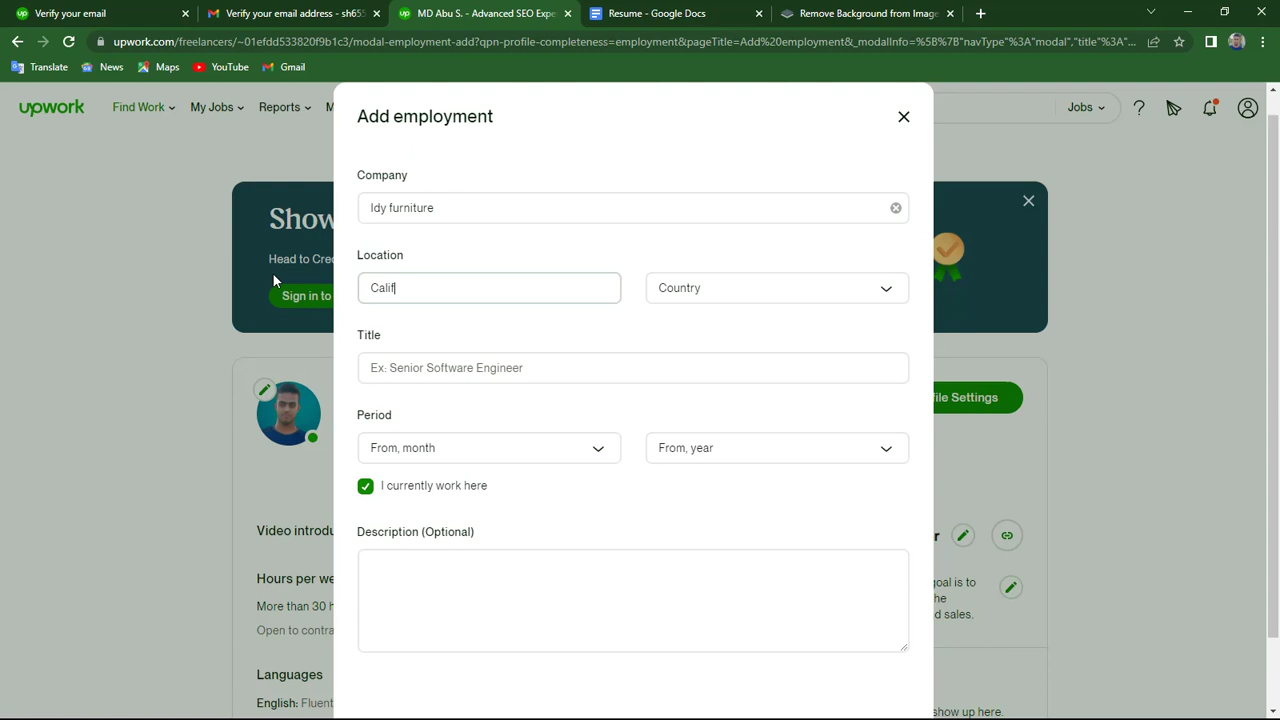 Verify your email
Verify your email address - sh655
MD Abu S. - Advanced SEO Expe
Resume - Google Docs
Remove Background from Image
upwork.com/freelancers/~01efdd533820f9b1c3/modal-employment-add?qpn-profile-completeness=employment&pageTitle=Add%20employment&_modalInfo=%5B%7B"navType"%3A"modal","title"%3A"...
Translate
News
Maps
YouTube
Gmail
upwork
Find Work
My Jobs
Reports
M
Jobs
?
Add employment
Company
Idy furniture
Location
Calif
Country
Title
Ex: Senior Software Engineer
Period
From, month
From, year
I currently work here
Description (Optional)
Show
Head to Cre
Sign in to
file Settings
Video introdu
r
Hours per we
More than 30 h
Open to contra
goal is to
he
d sales.
Languages
English: Fluent
show up here.